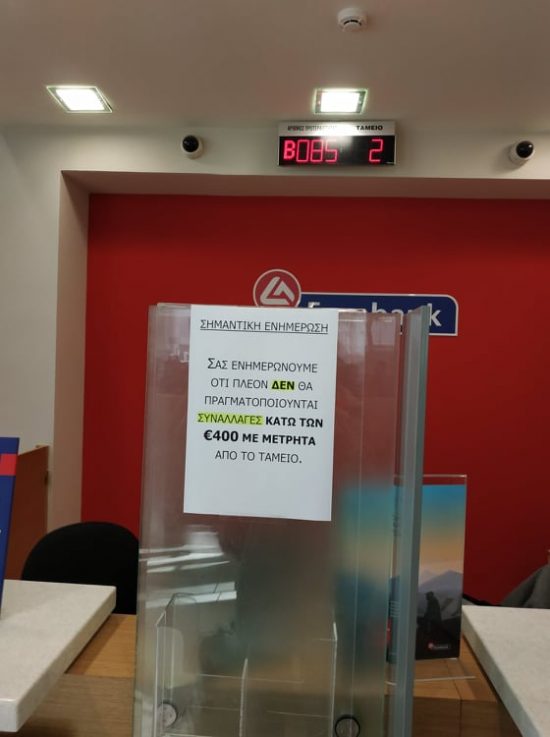 ΤΑΜΕΙΟ
B085 2
ΣΗΜΑΝΤΙΚΗ ΕΝΗΜΕΡΩΣΗ
ΣΑΣ ΕΝΗΜΕΡΩΝΟΥΜΕ
ΟΤΙ ΠΛΕΟΝ ΔΕΝ ΘΑ
ΠΡΑΓΜΑΤΟΠΟΙΟΥΝΤΑΙ
ΣΥΝΑΛΛΑΓΕΣ ΚΑΤΩ ΤΩΝ
€400 ΜΕ ΜΕΤΡΗΤΑ
ΑΠΟ ΤΟ ΤΑΜΕΙΟ.